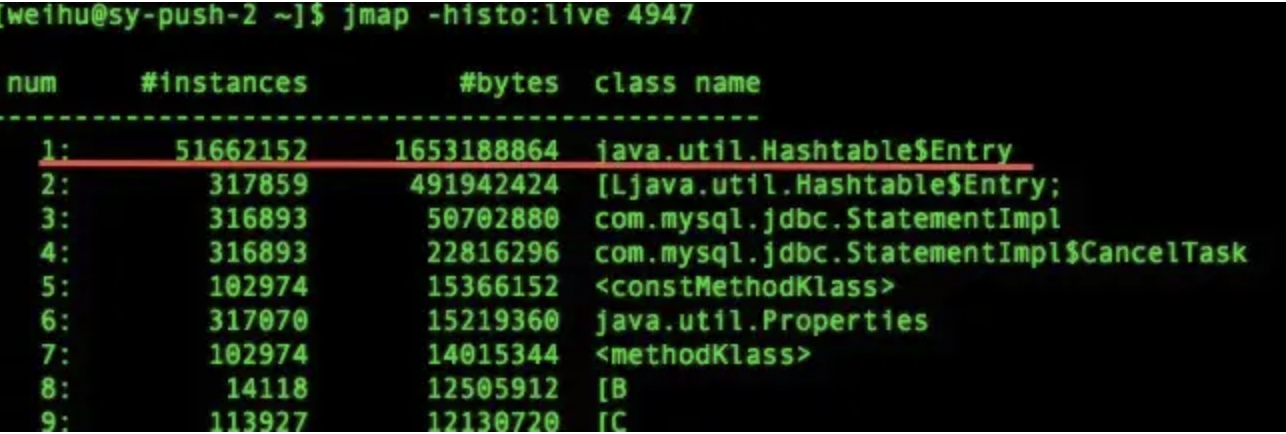 [weihu@sy-push-2 ~]$ jmap -histo:live 4947
num #instances #bytes class name
----------------------------------------------
1: 51662152 1653188864 java.util.Hashtable$Entry
2: 317859 491942424 [Ljava.util.Hashtable$Entry;
3: 316893 50702880 com.mysql.jdbc.StatementImpl
4: 316893 22816296 com.mysql.jdbc.StatementImpl$CancelTask
5: 102974 15366152 <constMethodKlass>
6: 317070 15219360 java.util.Properties
7: 102974 14015344 <methodKlass>
8: 14118 12505912 [B
9: 113927 12130720 [C